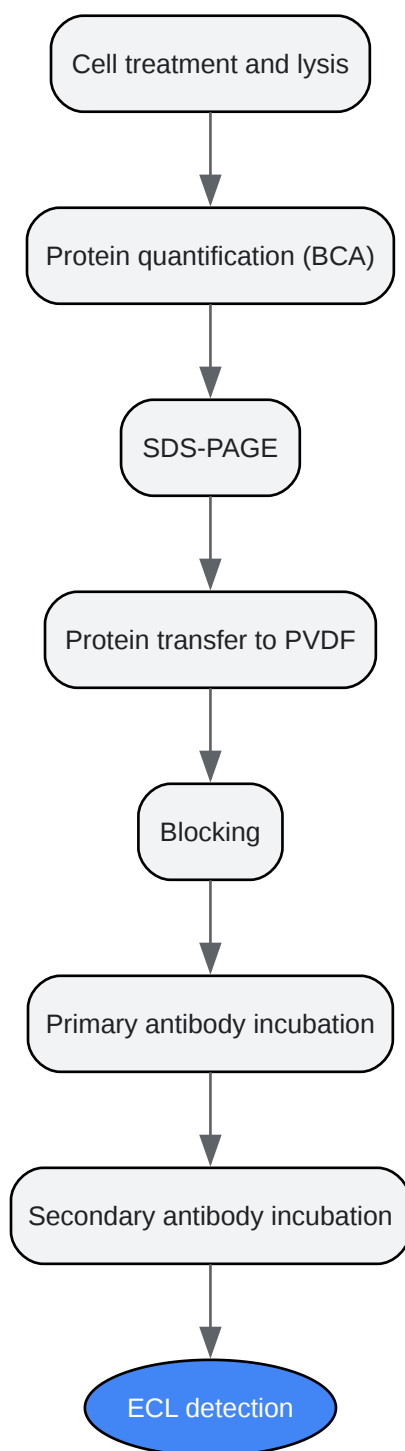 Cell treatment and lysis
Protein quantification (BCA)
SDS-PAGE
Protein transfer to PVDF
Blocking
Primary antibody incubation
Secondary antibody incubation
ECL detection